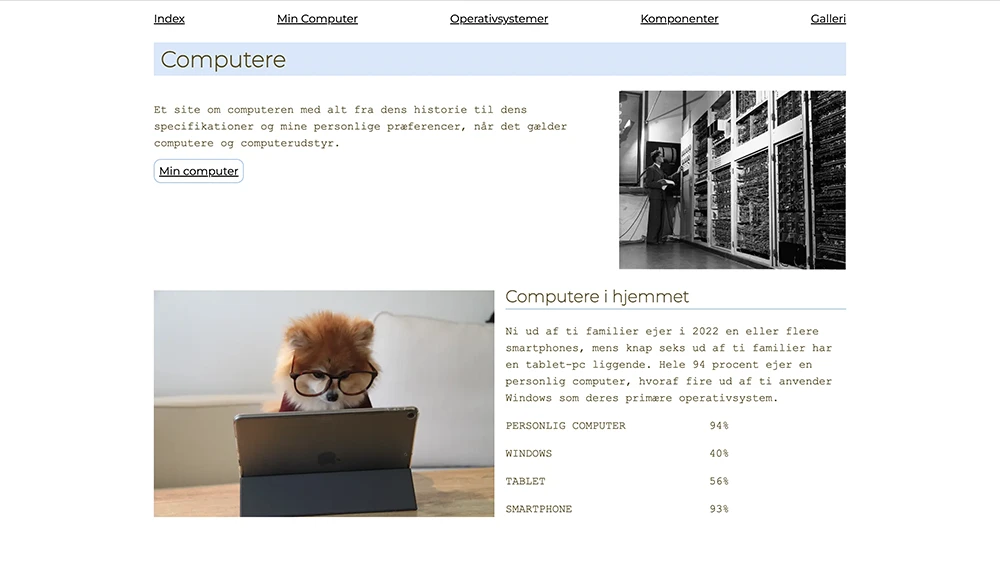 Index Min Computer Operativsystemer Komponenter Galleri
Computere
Et site om computeren med alt fra dens historie til dens
specifikationer og mine personlige præferencer, når det gælder
computere og computerudstyr.
Min computer
Computere i hjemmet
Ni ud af ti familier ejer i 2022 en eller flere
smartphones, mens knap seks ud af ti familier har
en tablet-pc liggende. Hele 94 procent ejer en
personlig computer, hvoraf fire ud af ti anvender
Windows som deres primære operativsystem.
PERSONLIG COMPUTER 94%
WINDOWS 40%
TABLET 56%
SMARTPHONE 93%